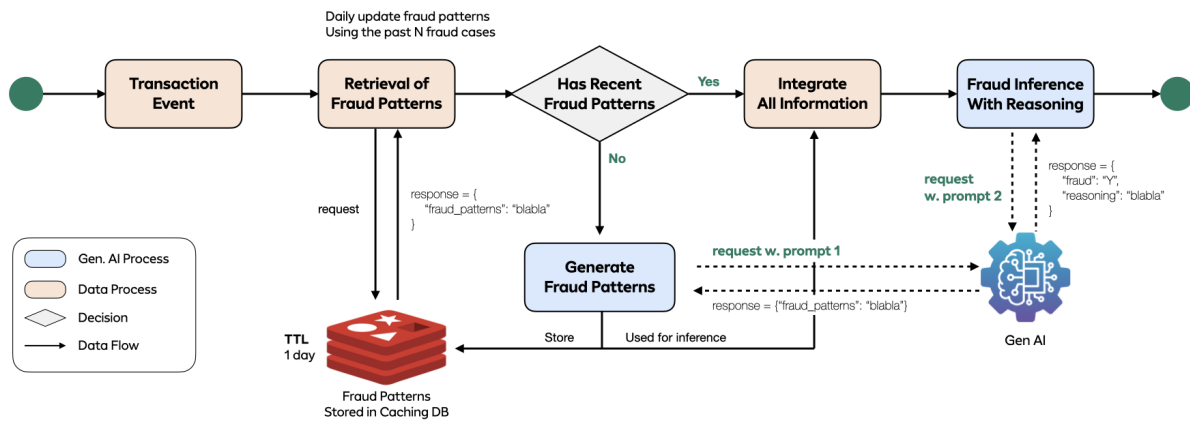 Daily update fraud patterns
Using the past N fraud cases
Transaction
Event
Retrieval of
Fraud Patterns
Has Recent
Fraud Patterns
Yes
Integrate
All Information
Fraud Inference
With Reasoning
No
request
response = {
"fraud_patterns": "blabla"
}
request
w. prompt 2
response = {
"fraud": "Y",
"reasoning": "blabla"
}
Gen. AI Process
Data Process
Decision
Data Flow
Generate
Fraud Patterns
request w. prompt 1
response = {"fraud_patterns": "blabla"}
Gen AI
Store
Used for inference
TTL
1 day
Fraud Patterns
Stored in Caching DB